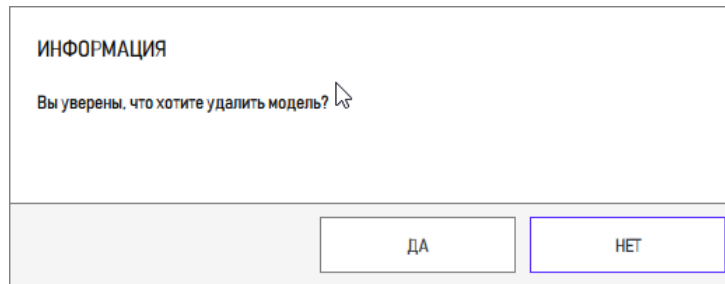 ИНФОРМАЦИЯ
Вы уверены, что хотите удалить модель?
ДА
НЕТ